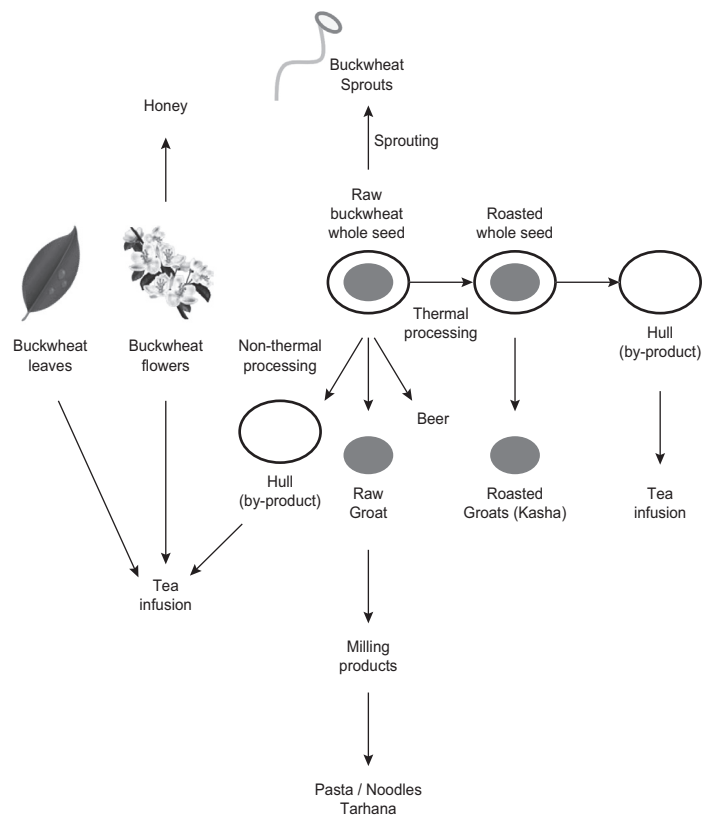 Buckwheat
Sprouts
Honey
Sprouting
Raw
buckwheat
whole seed
Roasted
whole seed
Thermal
processing
Hull
(by-product)
Buckwheat
leaves
Buckwheat
flowers
Non-thermal
processing
Beer
Hull
(by-product)
Raw
Groat
Roasted
Groats (Kasha)
Tea
infusion
Tea
infusion
Milling
products
Pasta / Noodles
Tarhana